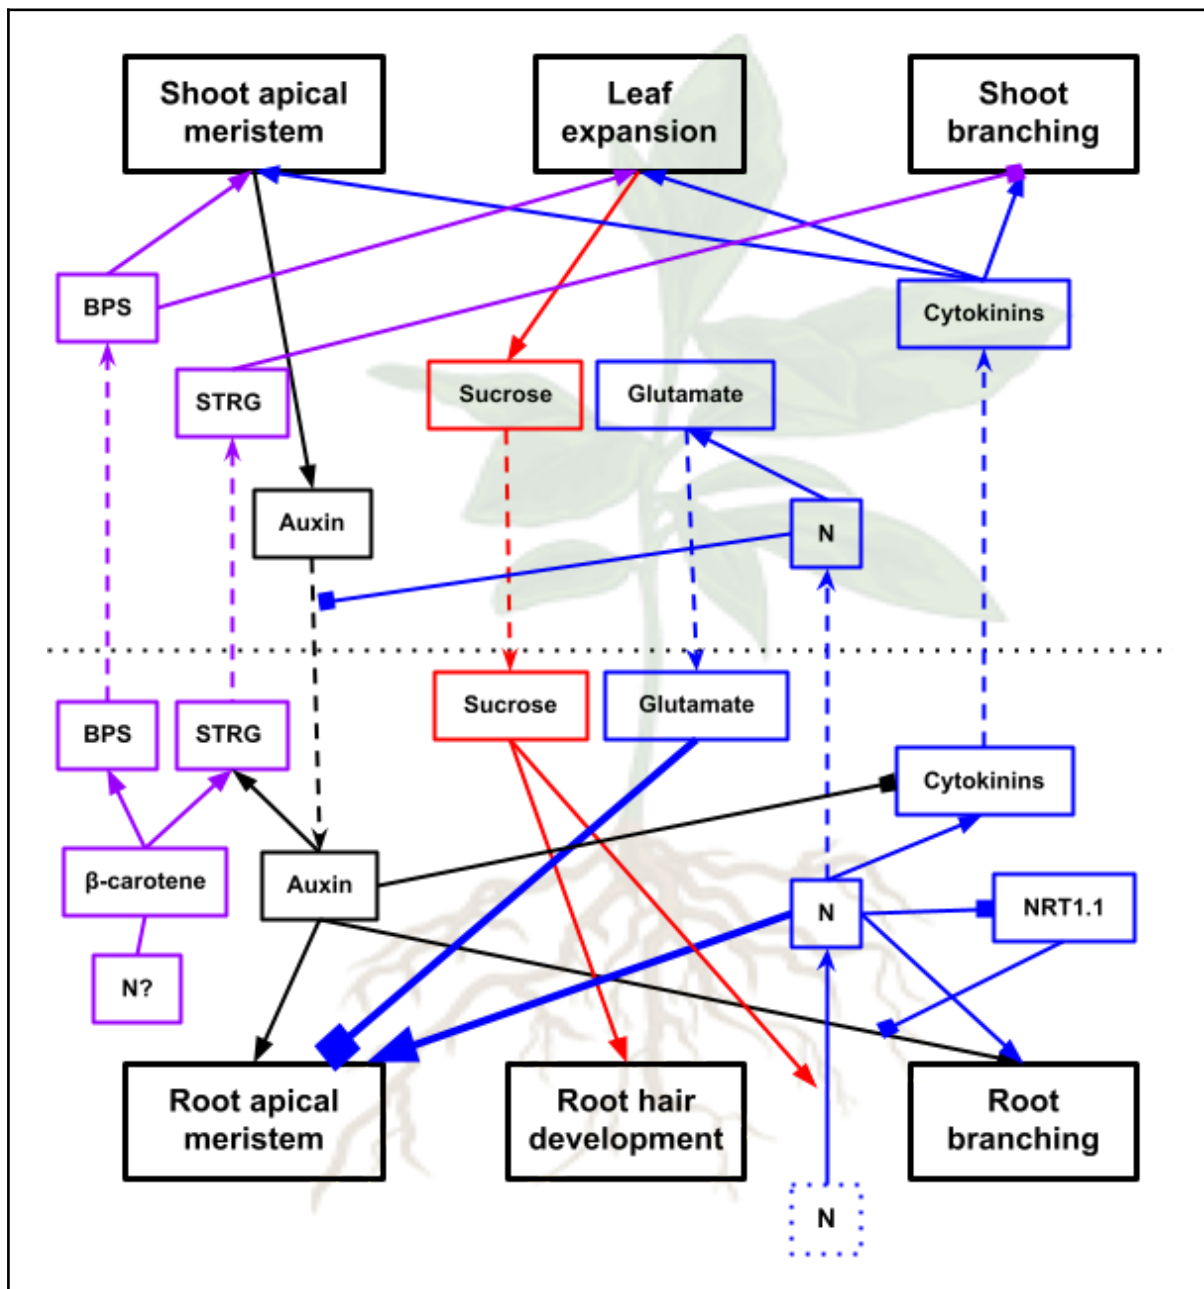 Shoot apical
meristem
Leaf
expansion
Shoot
branching
BPS
Cytokinins
STRG
Sucrose
Glutamate
Auxin
N
BPS
STRG
Sucrose
Glutamate
Cytokinins
β-carotene
Auxin
N
NRT1.1
N?
Root apical
meristem
Root hair
development
Root
branching
N